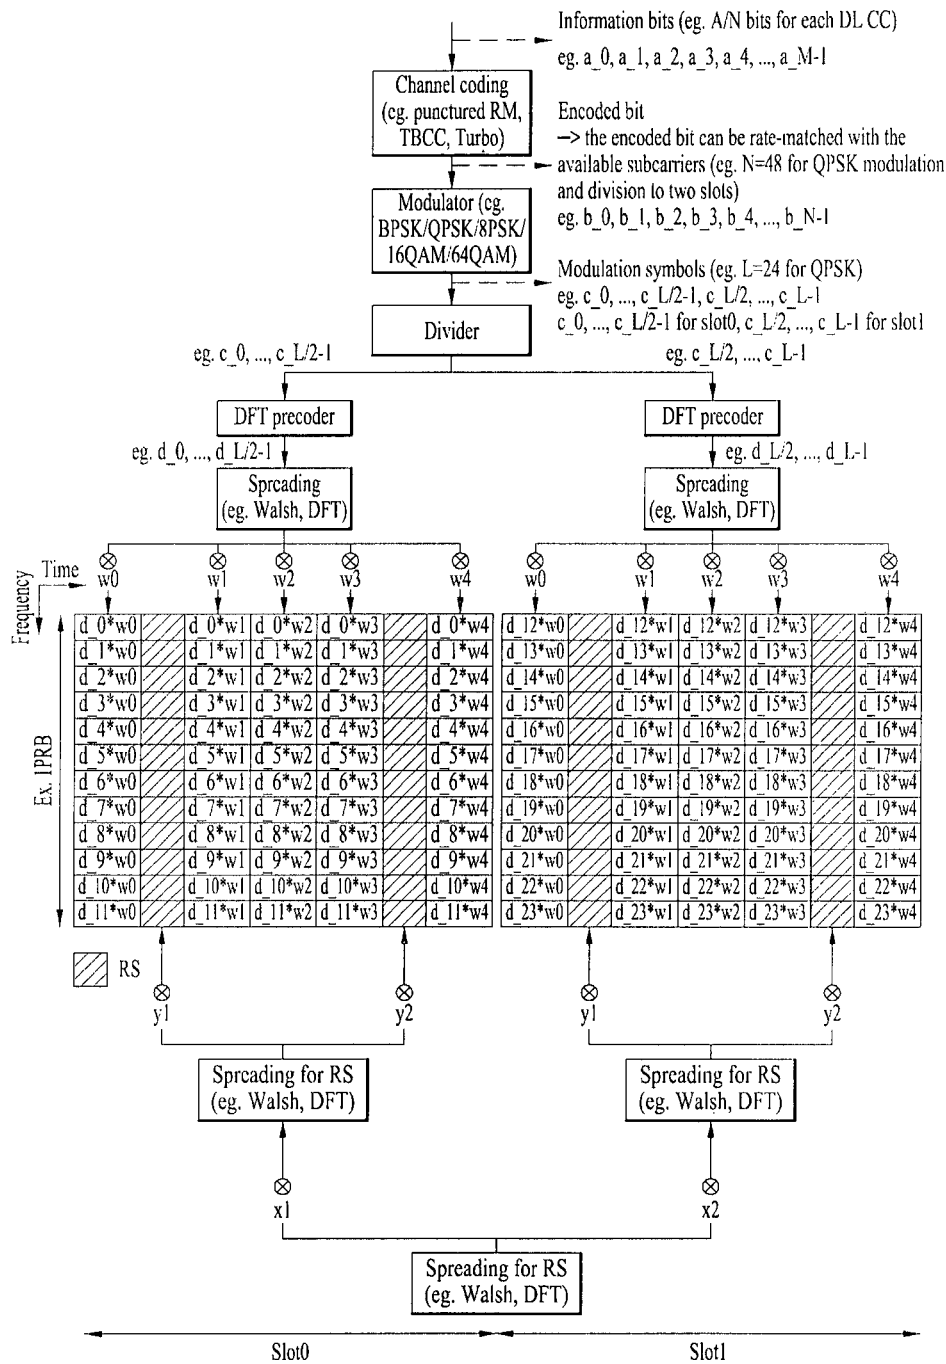 Information bits (eg. A/N bits for each DL CC)
eg. a_0, a_1, a_2, a_3, a_4, ..., a_M-1
Channel coding
(eg. punctured RM,
TBCC, Turbo)
Encoded bit
–> the encoded bit can be rate-matched with the
available subcarriers (eg. N=48 for QPSK modulation
and division to two slots)
eg. b_0, b_1, b_2, b_3, b_4, ..., b_N-1
Modulator (eg.
BPSK/QPSK/8PSK/
16QAM/64QAM)
Modulation symbols (eg. L=24 for QPSK)
eg. c_0, ..., c_L/2-1, c_L/2, ..., c_L-1
c_0, ..., c_L/2-1 for slot0, c_L/2, ..., c_L-1 for slot1
Divider
eg. c_0, ..., c_L/2-1
eg. c_L/2, ..., c_L-1
DFT precoder
DFT precoder
eg. d_0, ..., d_L/2-1
eg. d_L/2, ..., d_L-1
Spreading
(eg. Walsh, DFT)
Spreading
(eg. Walsh, DFT)
Frequency
Time
w0 w1 w2 w3 w4 w0 w1 w2 w3 w4
d_0*w0 d_0*w1 d_0*w2 d_0*w3 d_0*w4 d_12*w0 d_12*w1 d_12*w2 d_12*w3 d_12*w4
d_1*w0 d_1*w1 d_1*w2 d_1*w3 d_1*w4 d_13*w0 d_13*w1 d_13*w2 d_13*w3 d_13*w4
d_2*w0 d_2*w1 d_2*w2 d_2*w3 d_2*w4 d_14*w0 d_14*w1 d_14*w2 d_14*w3 d_14*w4
d_3*w0 d_3*w1 d_3*w2 d_3*w3 d_3*w4 d_15*w0 d_15*w1 d_15*w2 d_15*w3 d_15*w4
d_4*w0 d_4*w1 d_4*w2 d_4*w3 d_4*w4 d_16*w0 d_16*w1 d_16*w2 d_16*w3 d_16*w4
d_5*w0 d_5*w1 d_5*w2 d_5*w3 d_5*w4 d_17*w0 d_17*w1 d_17*w2 d_17*w3 d_17*w4
d_6*w0 d_6*w1 d_6*w2 d_6*w3 d_6*w4 d_18*w0 d_18*w1 d_18*w2 d_18*w3 d_18*w4
d_7*w0 d_7*w1 d_7*w2 d_7*w3 d_7*w4 d_19*w0 d_19*w1 d_19*w2 d_19*w3 d_19*w4
d_8*w0 d_8*w1 d_8*w2 d_8*w3 d_8*w4 d_20*w0 d_20*w1 d_20*w2 d_20*w3 d_20*w4
d_9*w0 d_9*w1 d_9*w2 d_9*w3 d_9*w4 d_21*w0 d_21*w1 d_21*w2 d_21*w3 d_21*w4
d_10*w0 d_10*w1 d_10*w2 d_10*w3 d_10*w4 d_22*w0 d_22*w1 d_22*w2 d_22*w3 d_22*w4
d_11*w0 d_11*w1 d_11*w2 d_11*w3 d_11*w4 d_23*w0 d_23*w1 d_23*w2 d_23*w3 d_23*w4
Ex. 1PRB
RS
y1 y2 y1 y2
Spreading for RS
(eg. Walsh, DFT)
Spreading for RS
(eg. Walsh, DFT)
x1 x2
Spreading for RS
(eg. Walsh, DFT)
Slot0 Slot1